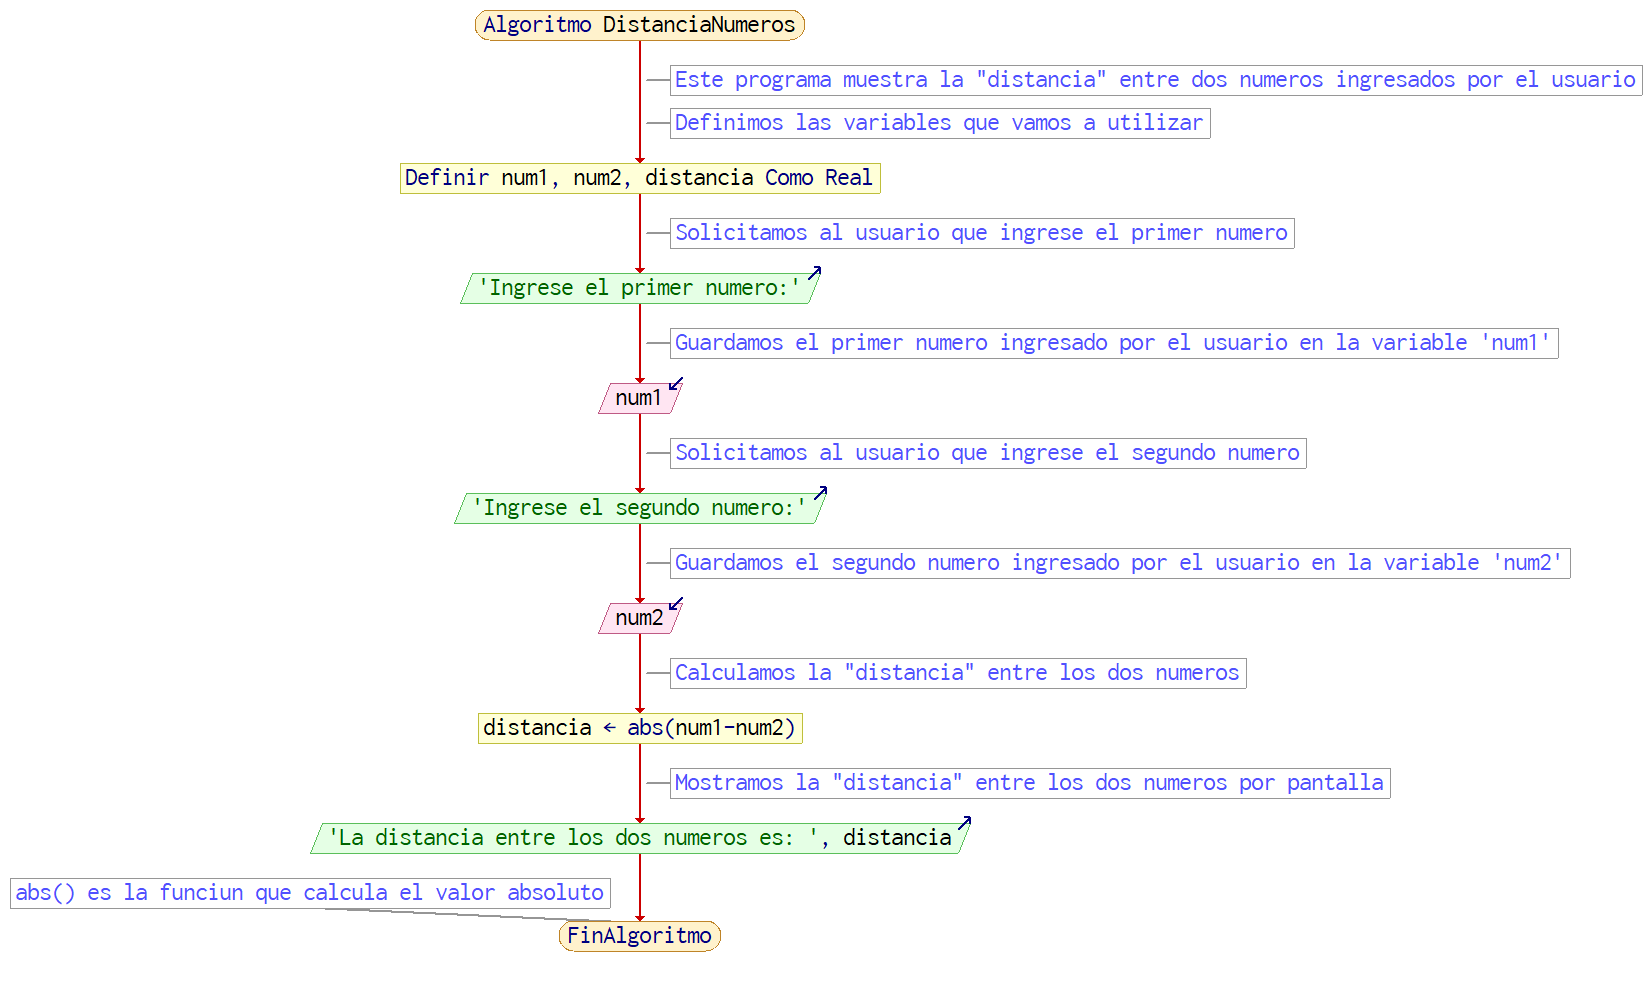 Algoritmo DistanciaNumeros
Este programa muestra la "distancia" entre dos numeros ingresados por el usuario
Definimos las variables que vamos a utilizar
Definir num1, num2, distancia Como Real
Solicitamos al usuario que ingrese el primer numero
'Ingrese el primer numero:'
Guardamos el primer numero ingresado por el usuario en la variable 'num1'
num1
Solicitamos al usuario que ingrese el segundo numero
'Ingrese el segundo numero:'
Guardamos el segundo numero ingresado por el usuario en la variable 'num2'
num2
Calculamos la "distancia" entre los dos numeros
distancia ← abs(num1-num2)
Mostramos la "distancia" entre los dos numeros por pantalla
'La distancia entre los dos numeros es: ', distancia
abs() es la funciun que calcula el valor absoluto
FinAlgoritmo